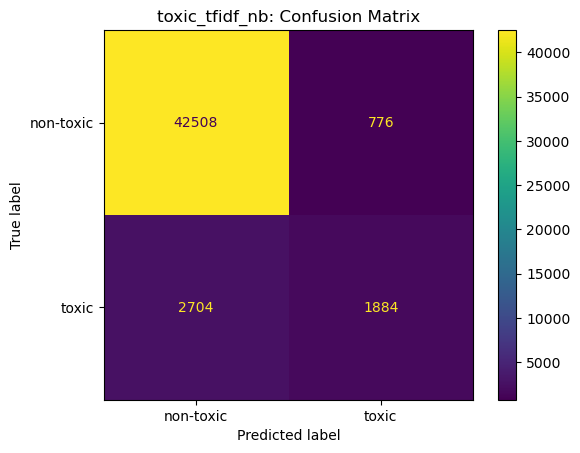 toxic_tfidf_nb: Confusion Matrix
True label
non-toxic
42508
776
toxic
2704
1884
non-toxic
toxic
Predicted label
40000
35000
30000
25000
20000
15000
10000
5000